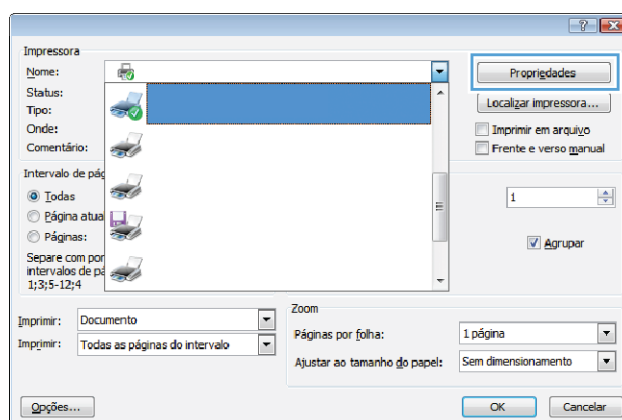 Impressora
Nome:
Propriedades
Status:
Tipo:
Localizar impressora...
Onde:
Imprimir em arquivo
Comentário:
Frente e verso manual
Intervalo de pág
Todas
1
Página atua
Páginas:
Agrupar
Separe com por
intervalos de pá
1;3;5-12;4
Imprimir: Documento
Imprimir: Todas as páginas do intervalo
Zoom
Páginas por folha: 1 página
Ajustar ao tamanho do papel: Sem dimensionamento
Opções...
OK
Cancelar